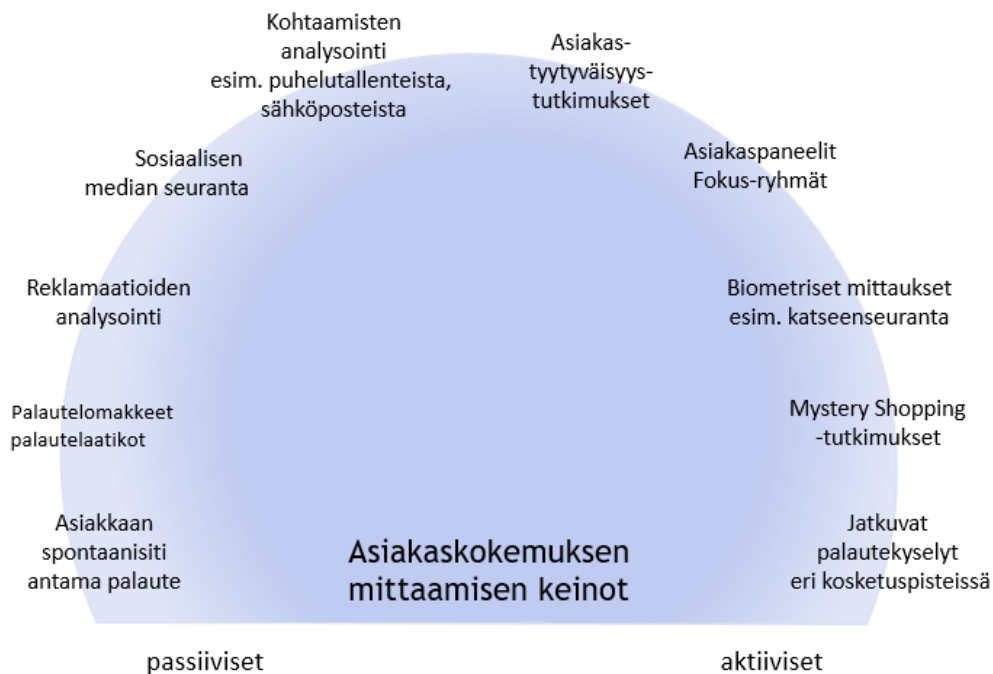 Kohtaamisten
analysointi
esim. puhelutallenteista,
sähköposteista
Asiakas-
tyytyväisyys-
tutkimukset
Sosiaalisen
median seuranta
Asiakaspaneelit
Fokus-ryhmät
Reklamaatioiden
analysointi
Biometriset mittaukset
esim. katseenseuranta
Palautelomakkeet
palautelaatikot
Mystery Shopping
-tutkimukset
Asiakkaan
spontaanisiti
antama palaute
Jatkuvat
palautekyselyt
eri kosketuspisteissä
Asiakaskokemuksen
mittaamisen keinot
passiiviset
aktiiviset